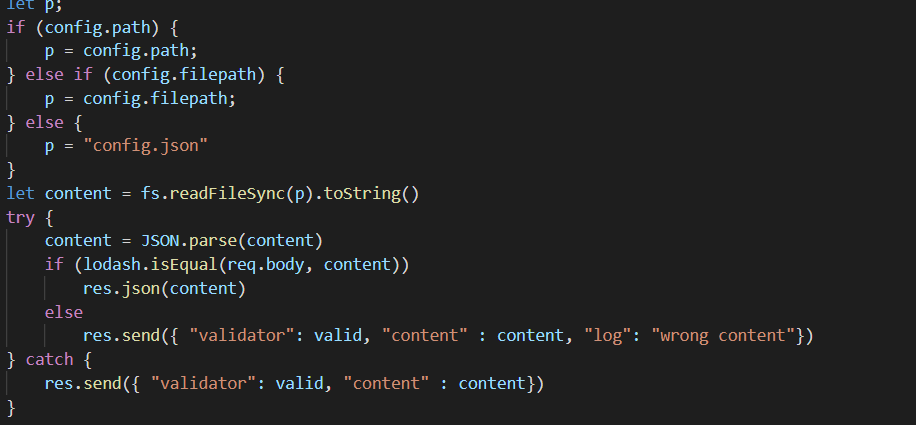 let p;
if (config.path) {
    p = config.path;
} else if (config.filepath) {
    p = config.filepath;
} else {
    p = "config.json"
}
let content = fs.readFileSync(p).toString()
try {
    content = JSON.parse(content)
    if (lodash.isEqual(req.body, content))
        res.json(content)
    else
        res.send({ "validator": valid, "content" : content, "log": "wrong content"})
} catch {
    res.send({ "validator": valid, "content" : content})
}